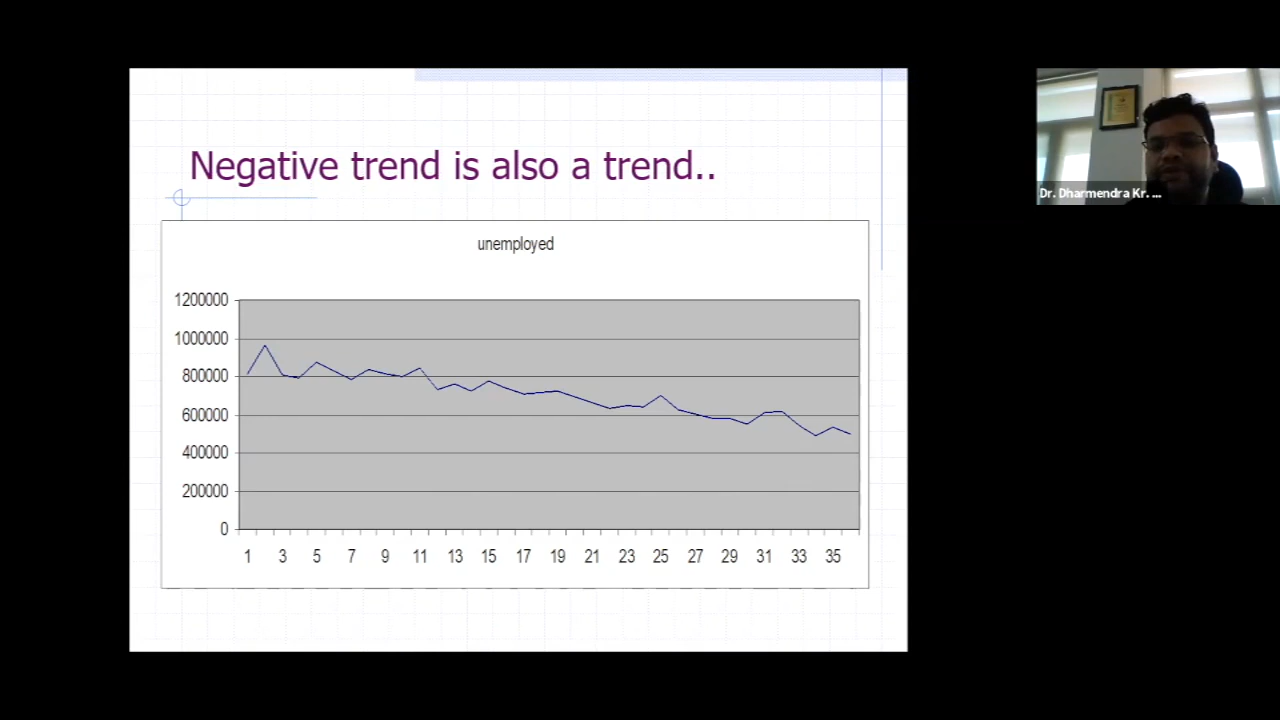 Negative trend is also a trend..
unemployed
1200000
1000000
800000
600000
400000
200000
0
1 3 5 7 9 11 13 15 17 19 21 23 25 27 29 31 33 35
Dr. Dharmendra Kr. ...